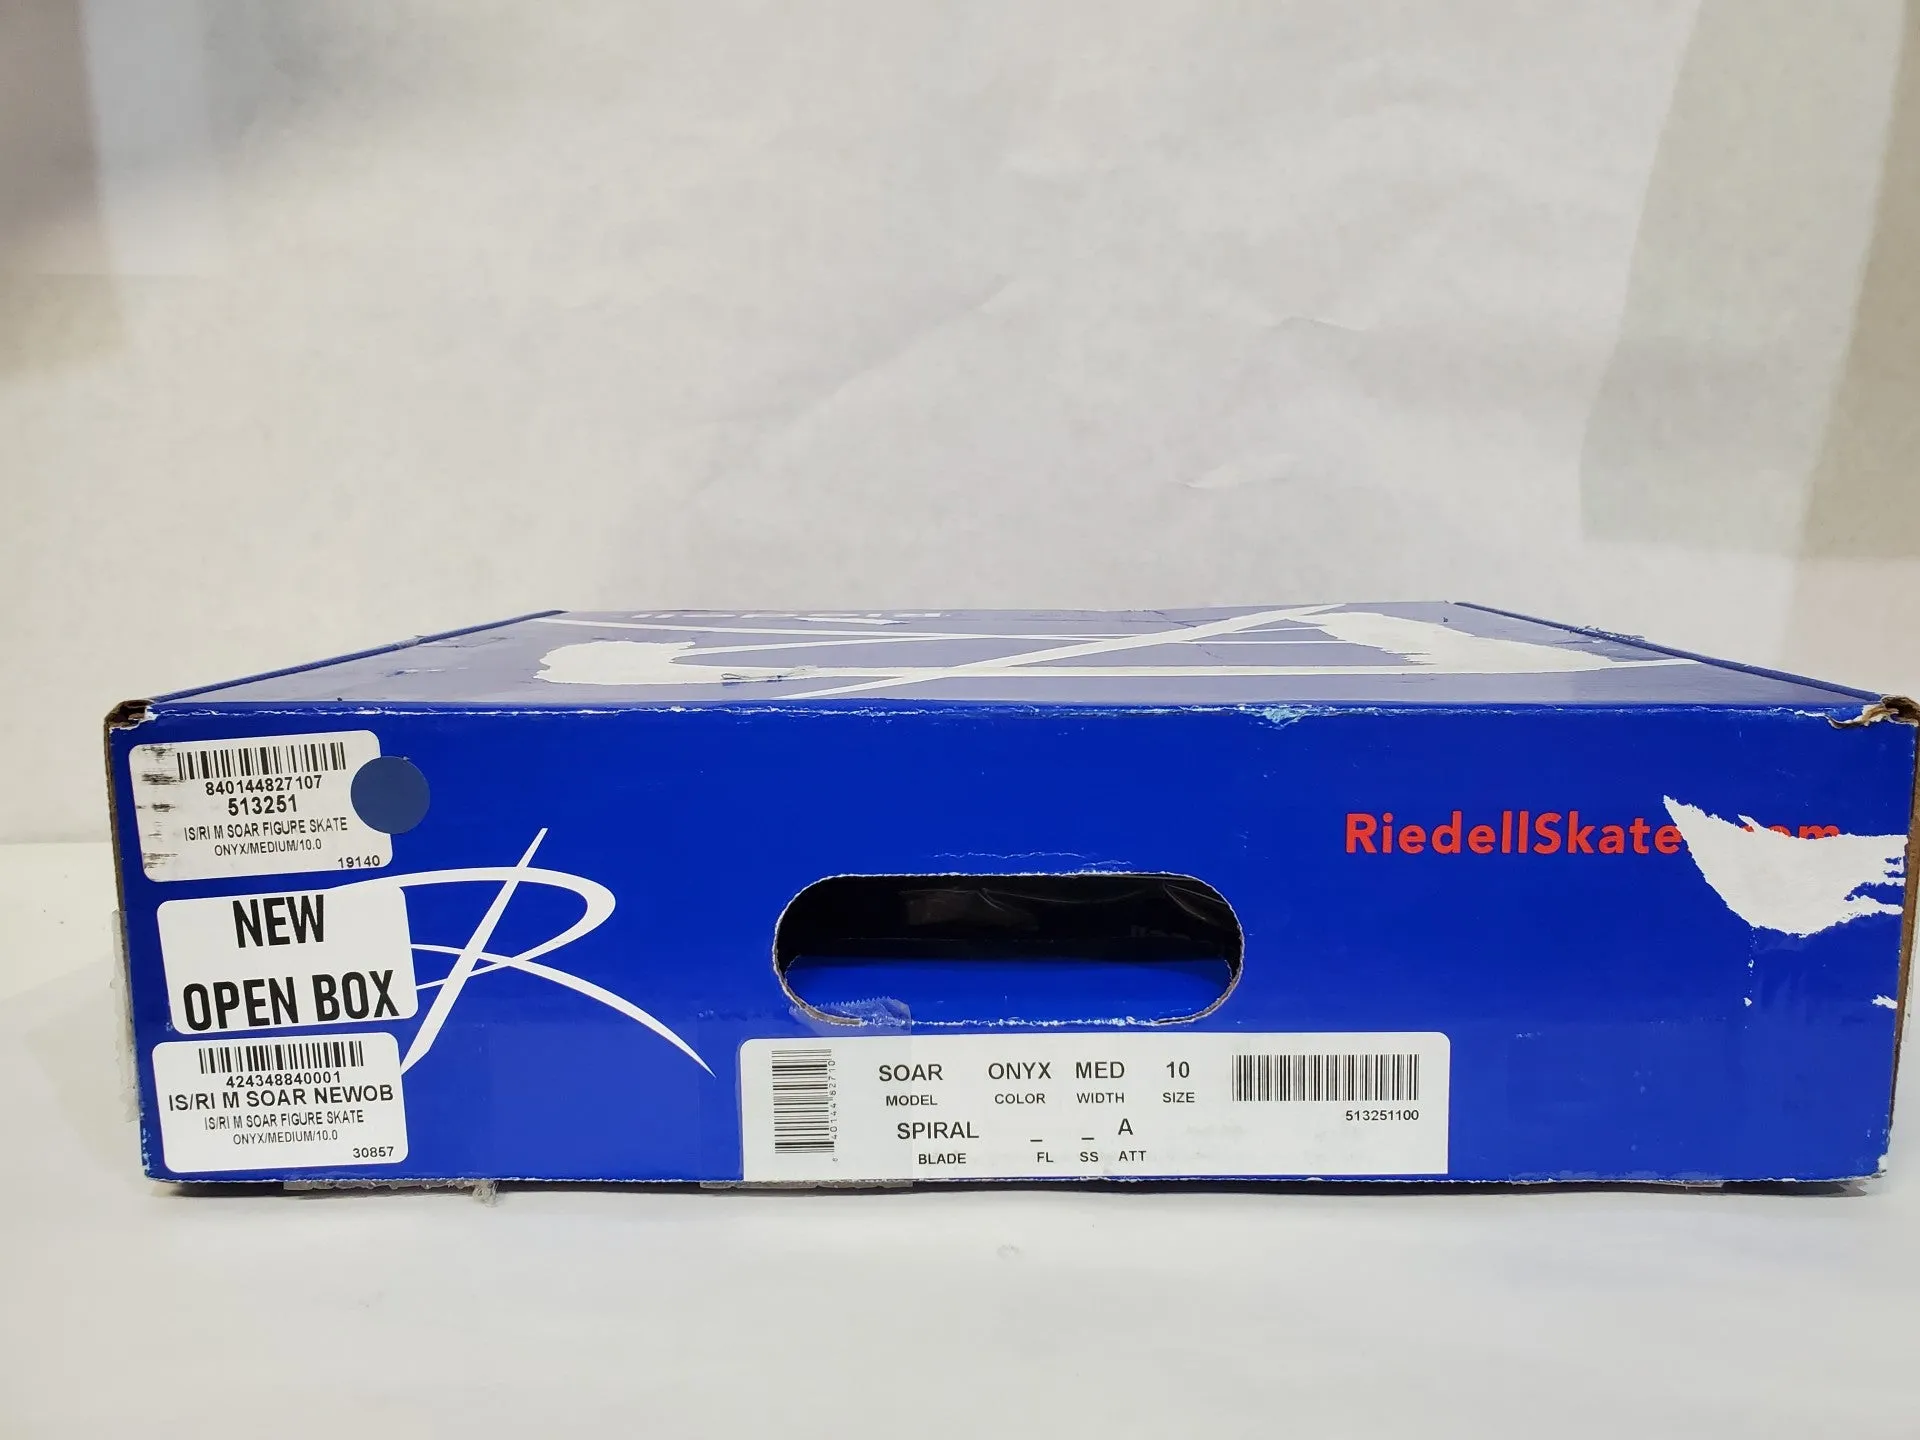 840144827107
513251
IS/RI M SOAR FIGURE SKATE
ONYX/MEDIUM/10.0
19140
NEW
OPEN BOX
424348840001
IS/RI M SOAR NEWOB
IS/RI M SOAR FIGURE SKATE
ONYX/MEDIUM/10.0
30857
R
SOAR ONYX MED 10
MODEL COLOR WIDTH SIZE
SPIRAL _ _ A
BLADE FL SS ATT
513251100